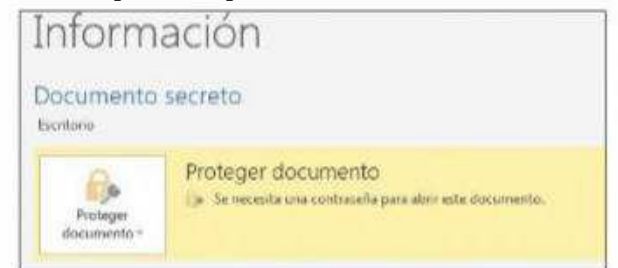 Información
Documento secreto
Escritorio
Proteger documento
Se necesita una contraseña para abrir este documento.
Proteger
documento